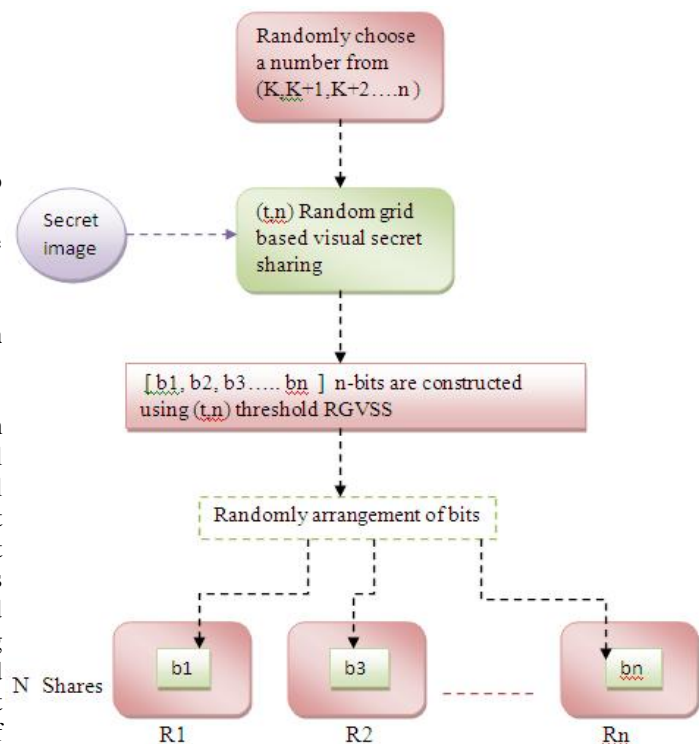 Randomly choose
a number from
(K,K+1,K+2....n )
Secret
image
(t,n) Random grid
based visual secret
sharing
[ b1, b2, b3..... bn ] n-bits are constructed
using (t,n) threshold RGVSS
Randomly arrangement of bits
b1
b3
bn
N Shares
R1
R2
Rn